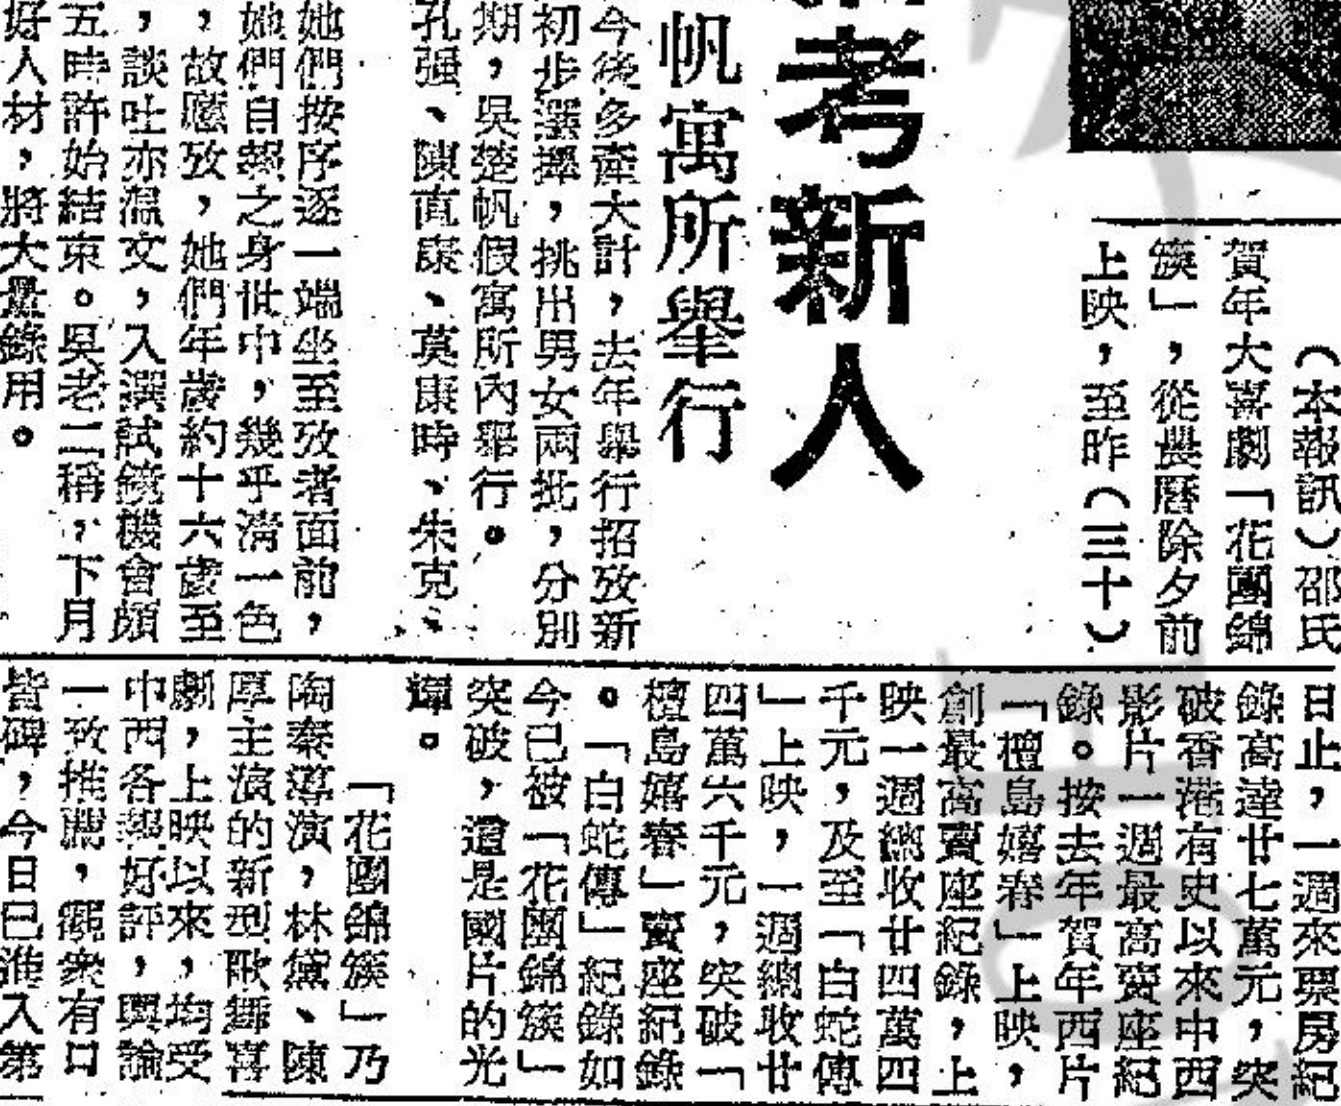 考新人
帆寓所舉行
今後多產大計，去年舉行招攷新
初步選擇，挑出男女兩批，分別
期，吳楚帆假寓所內舉行。
孔强、陳直康、莫康時、朱克、
她們按序逐一端坐至攷者面前，
她們自報之身世中，幾乎清一色
，故應攷，她們年歲約十六歲至
，談吐亦溫文，入選試鏡機會頗
五時許始結束。吳老二稱，下月
好人材，將大量錄用。
（本報訊）邵氏
賀年大喜劇「花團錦
簇」，從農曆除夕前
上映，至昨（三十）
日止，一週來票房紀
錄高達廿七萬元，突
破香港有史以來中西
影片一週最高賣座紀
錄。按去年賀年西片
「檀島嬉春」上映，
創最高賣座紀錄，上
映一週總收廿四萬四
千元，及至「白蛇傳
」上映，一週總收廿
四萬六千元，突破「
檀島嬉春」賣座紀錄
。「白蛇傳」紀錄如
今已被「花團錦簇」
突破，還是國片的光
輝。
「花團錦簇」乃
陶秦導演，林黛、陳
厚主演的新型歌舞喜
劇，上映以來，均受
中西各報好評，輿論
一致推薦，觀衆有口
皆碑，今日已進入第